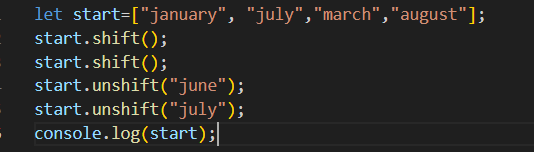 let start=["january", "july","march","august"];
start.shift();
start.shift();
start.unshift("june");
start.unshift("july");
console.log(start);